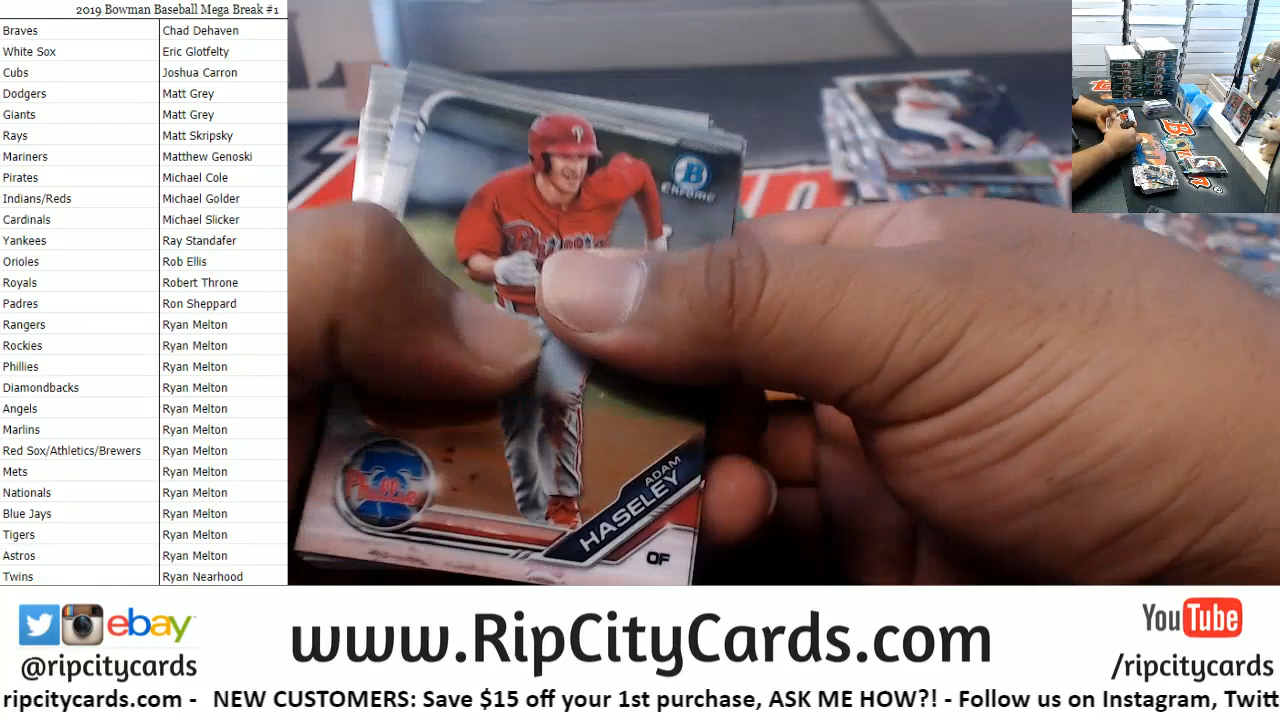 2019 Bowman Baseball Mega Break #1
Braves Chad Dehaven
White Sox Eric Glotfelty
Cubs Joshua Carron
Dodgers Matt Grey
Giants Matt Grey
Rays Matt Skripsky
Mariners Matthew Genoski
Pirates Michael Cole
Indians/Reds Michael Golder
Cardinals Michael Slicker
Yankees Ray Standafer
Orioles Rob Ellis
Royals Robert Throne
Padres Ron Sheppard
Rangers Ryan Melton
Rockies Ryan Melton
Phillies Ryan Melton
Diamondbacks Ryan Melton
Angels Ryan Melton
Marlins Ryan Melton
Red Sox/Athletics/Brewers Ryan Melton
Mets Ryan Melton
Nationals Ryan Melton
Blue Jays Ryan Melton
Tigers Ryan Melton
Astros Ryan Melton
Twins Ryan Nearhood
B
CHROME
Phillies
ADAM
HASELEY
OF
ebay
@ripcitycards
www.RipCityCards.com
YouTube
/ripcitycards
ripcitycards.com - NEW CUSTOMERS: Save $15 off your 1st purchase, ASK ME HOW?! - Follow us on Instagram, Twitt